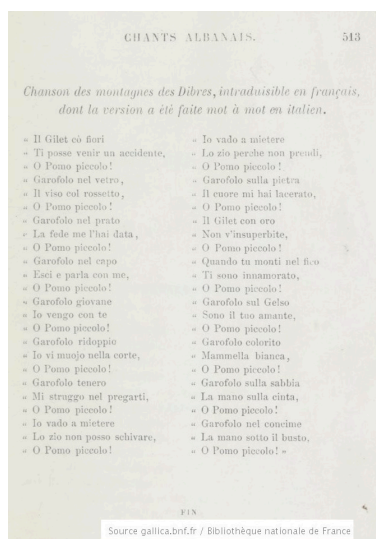 CHANTS ALBANAIS. 513
Chanson des montagnes des Dibres, intraduisible en français,
dont la version a été faite mot à mot en italien.
« Il Gilet cò fiori
« Ti posse venir un accidente,
« O Pomo piccolo!
« Garofolo nel vetro,
« Il viso col rossetto,
« O Pomo piccolo!
« Garofolo nel prato
« La fede me l'hai data,
« O Pomo piccolo!
« Garofolo nel capo
« Esci e parla con me,
« O Pomo piccolo!
« Garofolo giovane
« Io vengo con te
« O Pomo piccolo!
« Garofolo ridoppie
« Io vi muojo nella corte,
« O Pomo piccolo!
« Garofolo tenero
« Mi struggo nel pregarti,
« O Pomo piccolo!
« Io vado a mietere
« Lo zio non posso schivare,
« O Pomo piccolo!
« Io vado a mietere
« Lo zio perche non prendi,
« O Pomo piccolo!
« Garofolo sulla pietra
« Il cuore mi hai lacerato,
« O Pomo piccolo!
« Il Gilet con oro
« Non v'insuperbite,
« O Pomo piccolo!
« Quando tu monti nel fico
« Ti sono innamorato,
« O Pomo piccolo!
« Garofolo sul Gelso
« Sono il tuo amante,
« O Pomo piccolo!
« Garofolo colorito
« Mammella bianca,
« O Pomo piccolo!
« Garofolo sulla sabbia
« La mano sulla cinta,
« O Pomo piccolo!
« Garofolo nel concime
« La mano sotto il busto,
« O Pomo piccolo! »
FIN
Source gallica.bnf.fr / Bibliothèque nationale de France